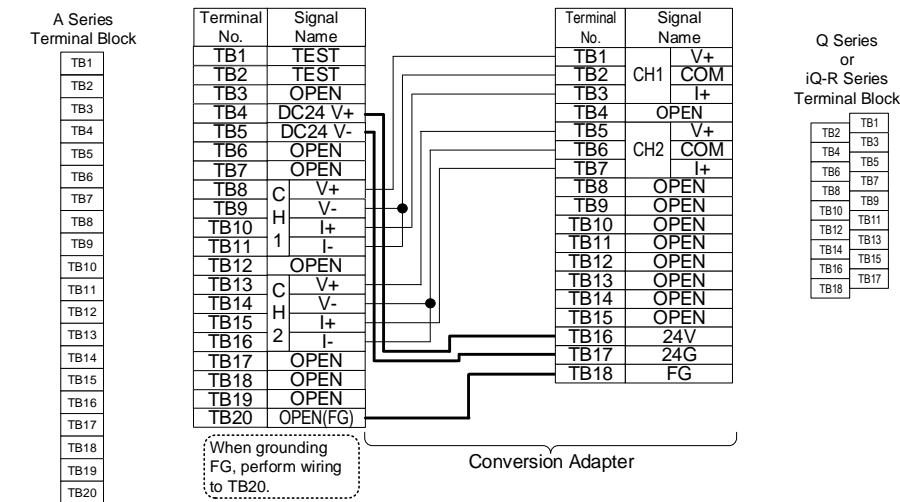 A Series
Terminal Block
TB1
TB2
TB3
TB4
TB5
TB6
TB7
TB8
TB9
TB10
TB11
TB12
TB13
TB14
TB15
TB16
TB17
TB18
TB19
TB20
Terminal No. Signal Name
TB1 TEST
TB2 TEST
TB3 OPEN
TB4 DC24 V+
TB5 DC24 V-
TB6 OPEN
TB7 OPEN
CH1
TB8 V+
TB9 V-
TB10 I+
TB11 I-
TB12 OPEN
CH2
TB13 V+
TB14 V-
TB15 I+
TB16 I-
TB17 OPEN
TB18 OPEN
TB19 OPEN
TB20 OPEN(FG)
When grounding
FG, perform wiring
to TB20.
Terminal No. Signal Name
CH1
TB1 V+
TB2 COM
TB3 I+
TB4 OPEN
CH2
TB5 V+
TB6 COM
TB7 I+
TB8 OPEN
TB9 OPEN
TB10 OPEN
TB11 OPEN
TB12 OPEN
TB13 OPEN
TB14 OPEN
TB15 OPEN
TB16 24V
TB17 24G
TB18 FG
Conversion Adapter
Q Series
or
iQ-R Series
Terminal Block
TB1
TB2
TB3
TB4
TB5
TB6
TB7
TB8
TB9
TB10
TB11
TB12
TB13
TB14
TB15
TB16
TB17
TB18